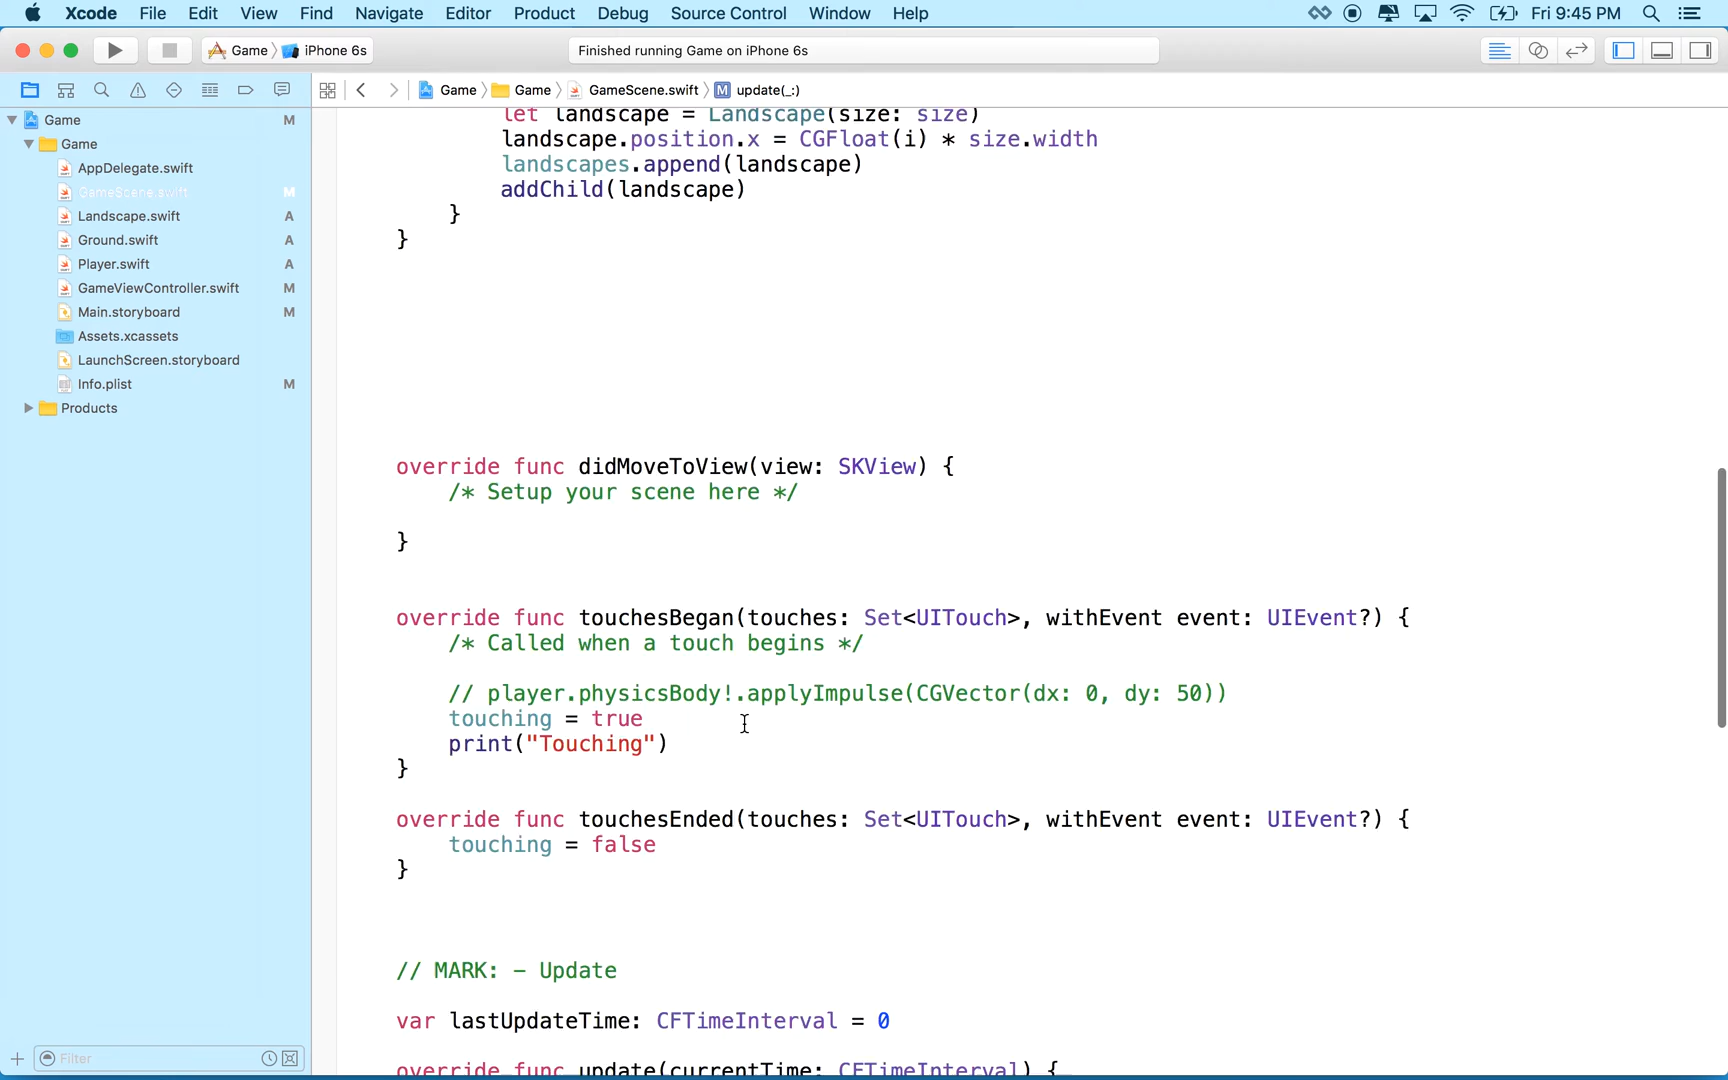 Xcode File Edit View Find Navigate Editor Product Debug Source Control Window Help Fri 9:45 PM
Game iPhone 6s Finished running Game on iPhone 6s
Game Game GameScene.swift M update(_:)
Game M
Game
AppDelegate.swift
GameScene.swift M
Landscape.swift A
Ground.swift A
Player.swift A
GameViewController.swift M
Main.storyboard M
Assets.xcassets
LaunchScreen.storyboard
Info.plist M
Products
Filter
let landscape = Landscape(size: size)
landscape.position.x = CGFloat(i) * size.width
landscapes.append(landscape)
addChild(landscape)
}
}
override func didMoveToView(view: SKView) {
/* Setup your scene here */
}
override func touchesBegan(touches: Set<UITouch>, withEvent event: UIEvent?) {
/* Called when a touch begins */
// player.physicsBody!.applyImpulse(CGVector(dx: 0, dy: 50))
touching = true
print("Touching")
}
override func touchesEnded(touches: Set<UITouch>, withEvent event: UIEvent?) {
touching = false
}
// MARK: - Update
var lastUpdateTime: CFTimeInterval = 0
override func update(currentTime: CFTimeInterval) {